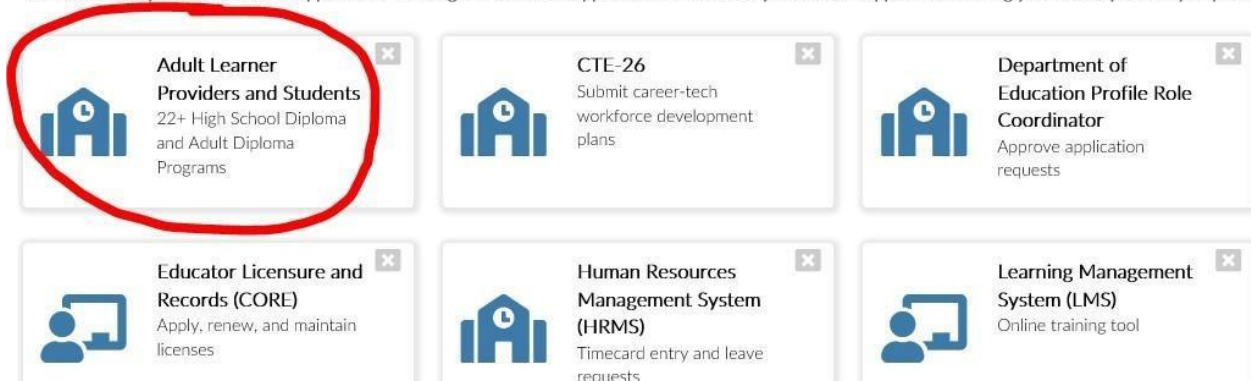 Adult Learner
Providers and Students
22+ High School Diploma
and Adult Diploma
Programs
CTE-26
Submit career-tech
workforce development
plans
Department of
Education Profile Role
Coordinator
Approve application
requests
Educator Licensure and
Records (CORE)
Apply, renew, and maintain
licenses
Human Resources
Management System
(HRMS)
Timecard entry and leave
requests
Learning Management
System (LMS)
Online training tool